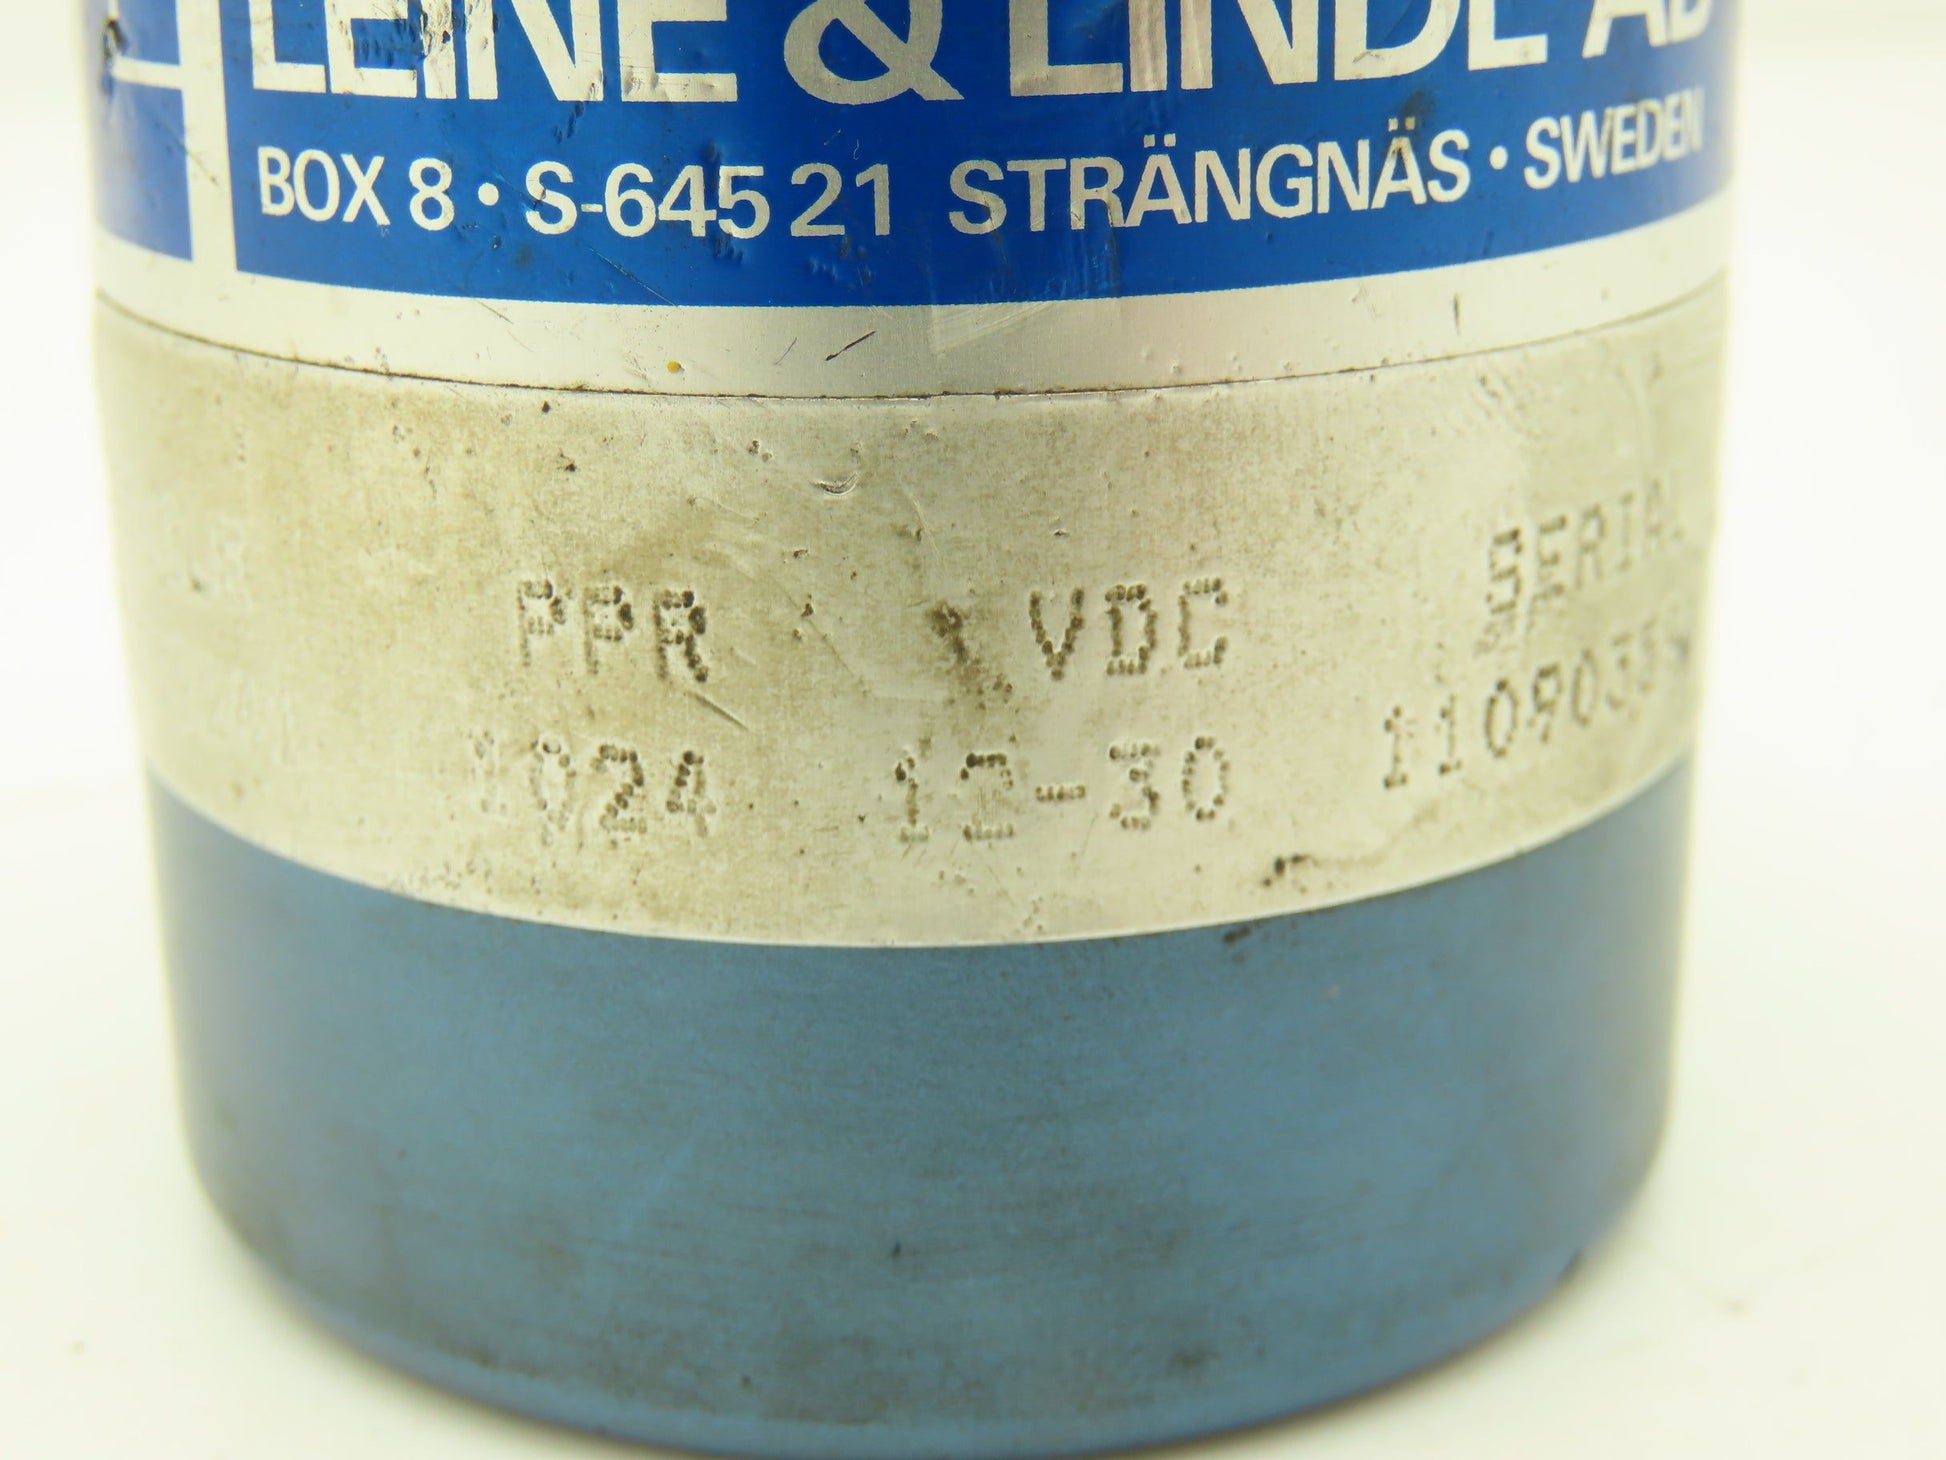 LEINE & LINDE AB
BOX 8 • S-645 21 STRÄNGNÄS • SWEDEN
PPR VDC SERIAL
1024 12-30